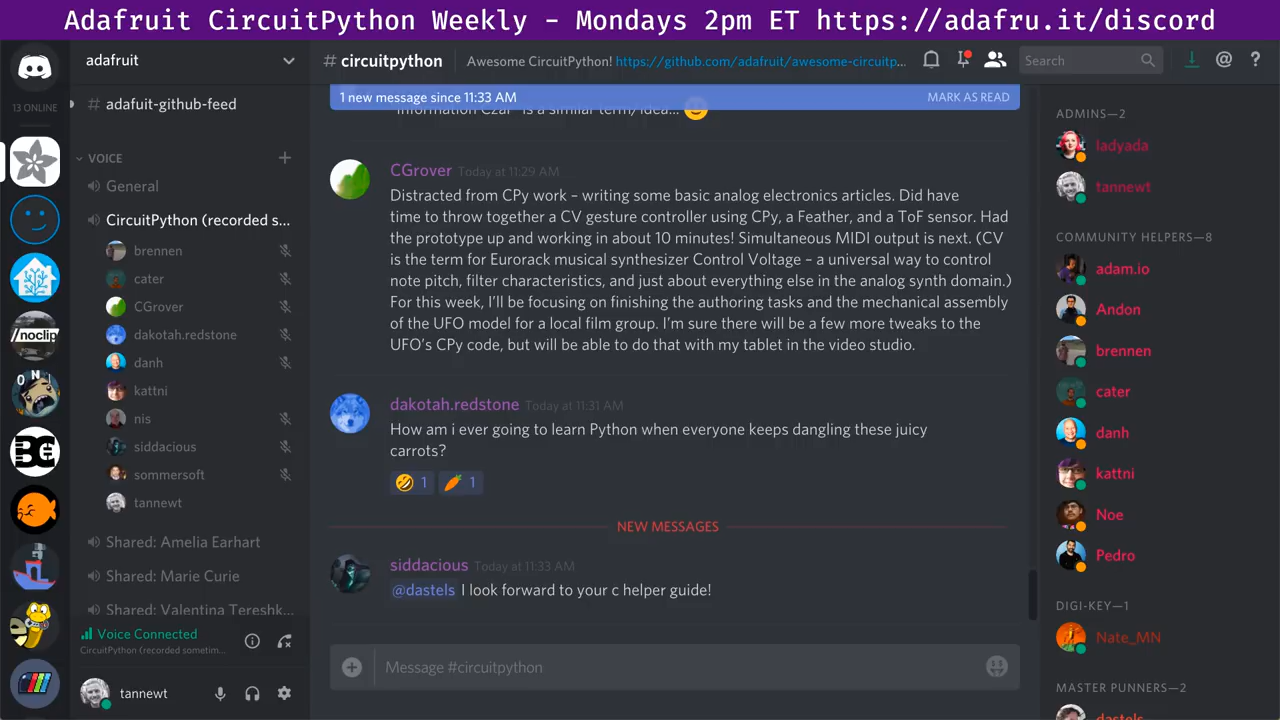 Adafruit CircuitPython Weekly – Mondays 2pm ET https://adafru.it/discord
adafruit
# circuitpython
Awesome CircuitPython! https://github.com/adafruit/awesome-circuitp...
Search
13 ONLINE
# adafuit-github-feed
VOICE
General
CircuitPython (recorded s...
brennen
cater
CGrover
dakotah.redstone
danh
kattni
nis
siddacious
sommersoft
tannewt
Shared: Amelia Earhart
Shared: Marie Curie
Shared: Valentina Tereshk...
Voice Connected
CircuitPython (recorded sometim...
tannewt
/noclip
1 new message since 11:33 AM
MARK AS READ
"Information Czar" is a similar term/idea...
CGrover Today at 11:29 AM
Distracted from CPy work – writing some basic analog electronics articles. Did have
time to throw together a CV gesture controller using CPy, a Feather, and a ToF sensor. Had
the prototype up and working in about 10 minutes! Simultaneous MIDI output is next. (CV
is the term for Eurorack musical synthesizer Control Voltage – a universal way to control
note pitch, filter characteristics, and just about everything else in the analog synth domain.)
For this week, I'll be focusing on finishing the authoring tasks and the mechanical assembly
of the UFO model for a local film group. I'm sure there will be a few more tweaks to the
UFO's CPy code, but will be able to do that with my tablet in the video studio.
dakotah.redstone Today at 11:31 AM
How am i ever going to learn Python when everyone keeps dangling these juicy
carrots?
1 1
NEW MESSAGES
siddacious Today at 11:33 AM
@dastels I look forward to your c helper guide!
Message #circuitpython
ADMINS—2
ladyada
tannewt
COMMUNITY HELPERS—8
adam.io
Andon
brennen
cater
danh
kattni
Noe
Pedro
DIGI-KEY—1
Nate_MN
MASTER PUNNERS—2
dastels